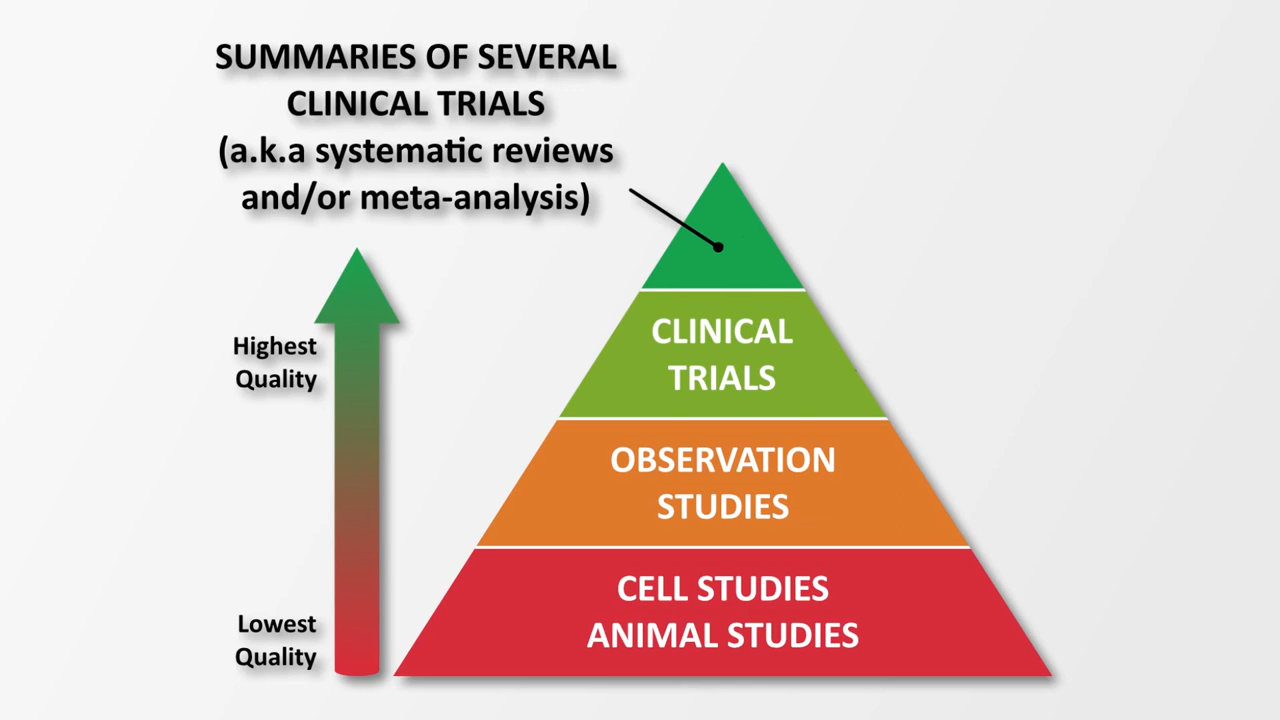 SUMMARIES OF SEVERAL
CLINICAL TRIALS
(a.k.a systematic reviews
and/or meta-analysis)
Highest
Quality
Lowest
Quality
CLINICAL
TRIALS
OBSERVATION
STUDIES
CELL STUDIES
ANIMAL STUDIES